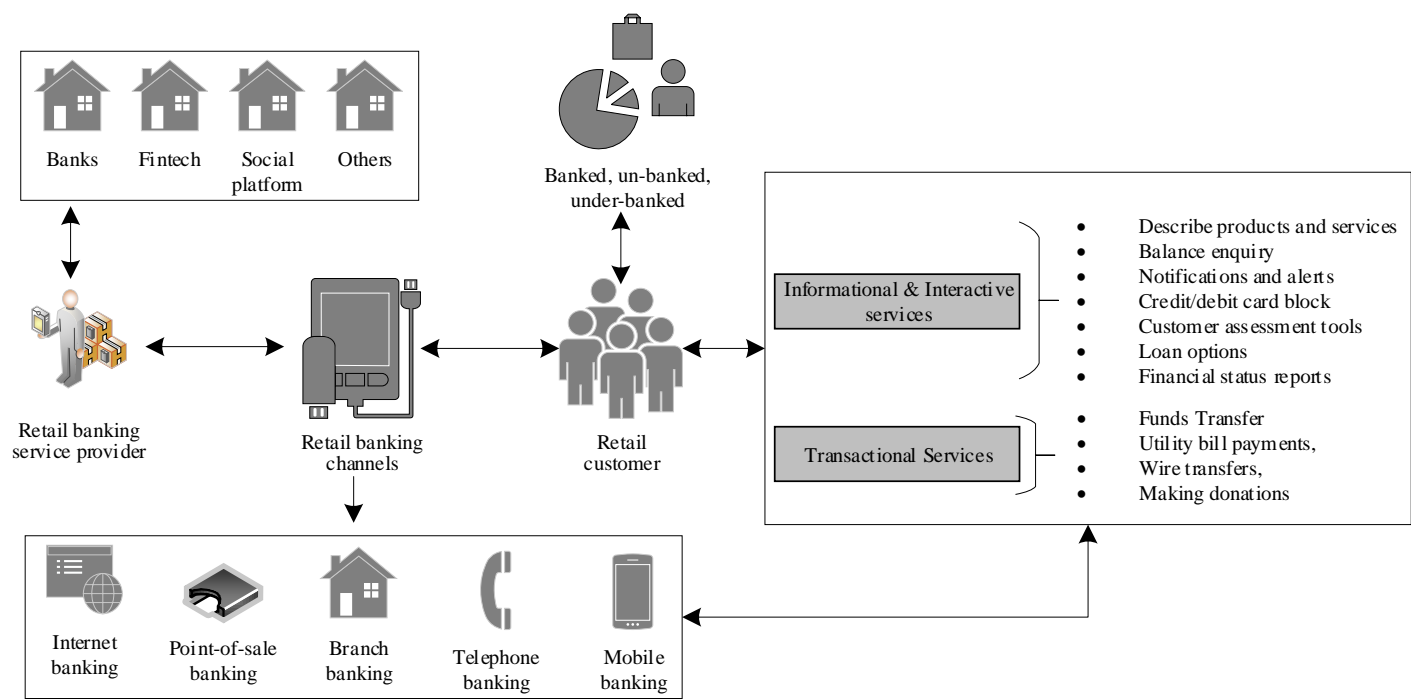 Banks
Fintech
Social
platform
Others
Banked, un-banked,
under-banked
Retail banking
service provider
Retail banking
channels
Retail
customer
Informational & Interactive
services
• Describe products and services
• Balance enquiry
• Notifications and alerts
• Credit/debit card block
• Customer assessment tools
• Loan options
• Financial status reports
Transactional Services
• Funds Transfer
• Utility bill payments,
• Wire transfers,
• Making donations
Internet
banking
Point-of-sale
banking
Branch
banking
Telephone
banking
Mobile
banking